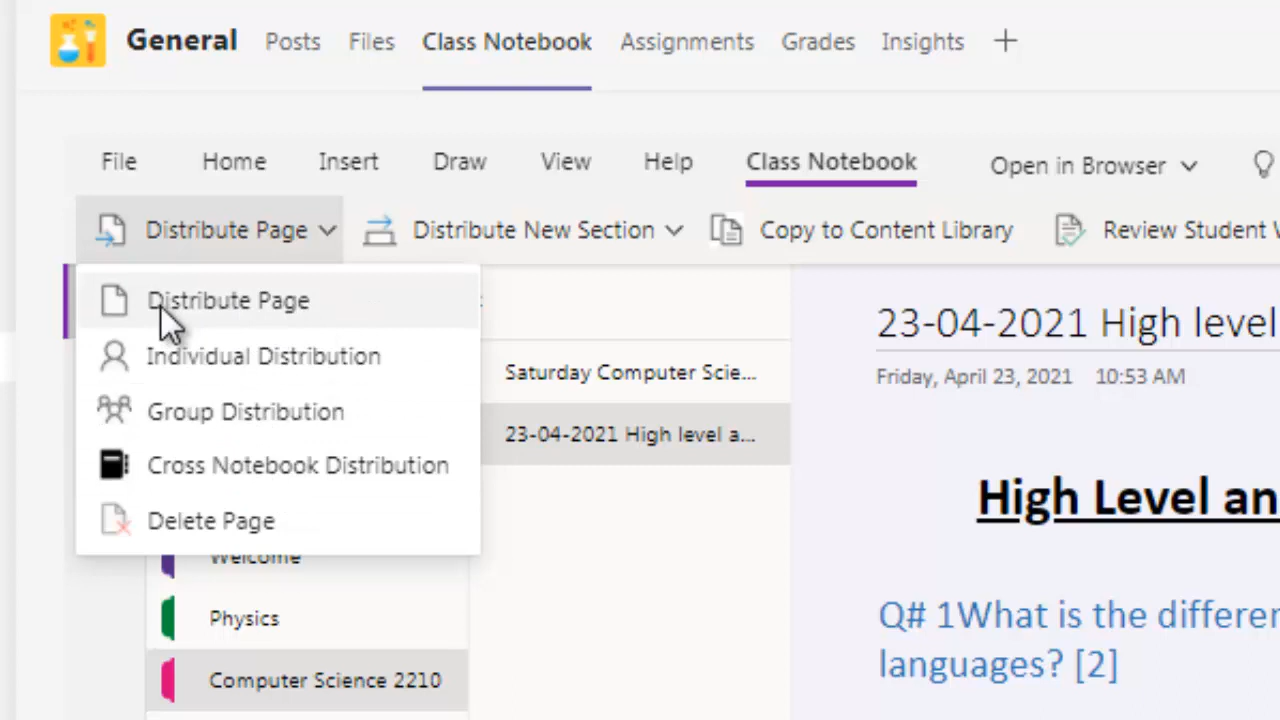 General Posts Files Class Notebook Assignments Grades Insights
File Home Insert Draw View Help Class Notebook Open in Browser
Distribute Page Distribute New Section Copy to Content Library Review Student
Distribute Page
Individual Distribution
Group Distribution
Cross Notebook Distribution
Delete Page
Welcome
Physics
Computer Science 2210
Saturday Computer Scie...
23-04-2021 High level a...
23-04-2021 High level
Friday, April 23, 2021 10:53 AM
High Level an
Q# 1What is the differen
languages? [2]